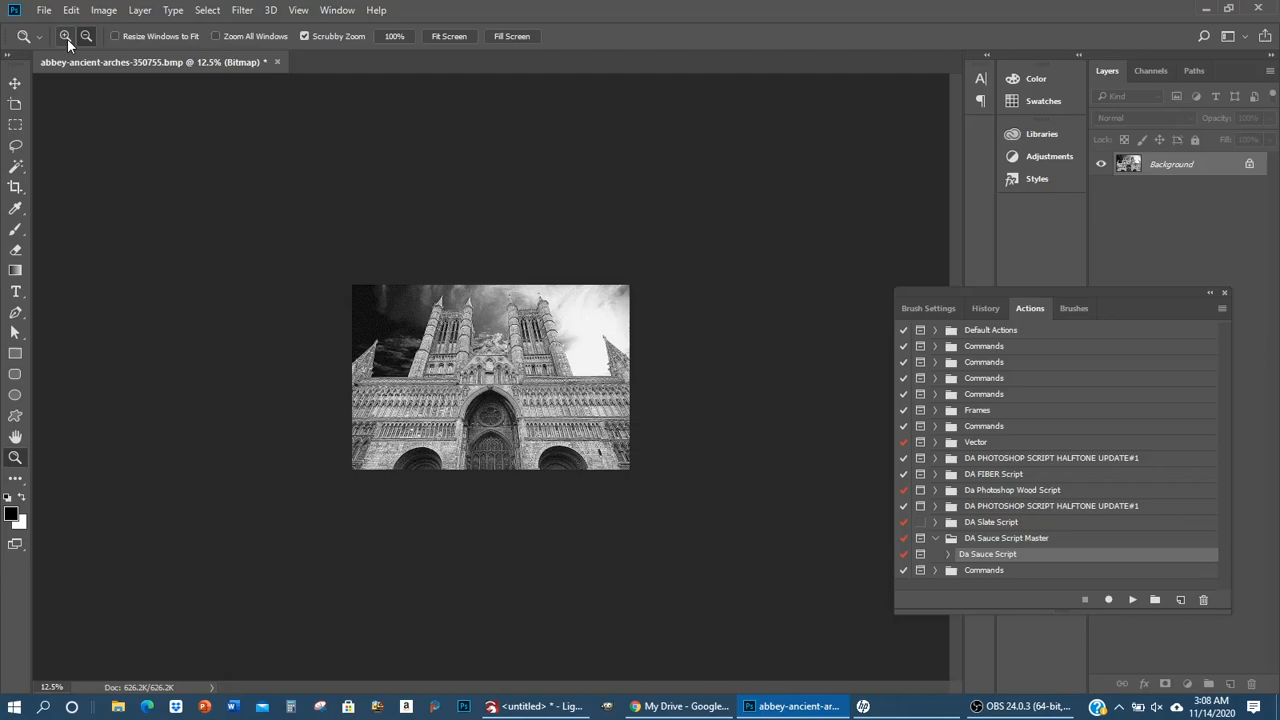 Ps File Edit Image Layer Type Select Filter 3D View Window Help
Resize Windows to Fit Zoom All Windows Scrubby Zoom 100% Fit Screen Fill Screen
abbey-ancient-arches-350755.bmp @ 12.5% (Bitmap) *
Color
Swatches
Libraries
Adjustments
Styles
Layers Channels Paths
Kind
Normal Opacity: 100%
Lock: Fill: 100%
Background
Brush Settings History Actions Brushes
Default Actions
Commands
Commands
Commands
Commands
Frames
Commands
Vector
DA PHOTOSHOP SCRIPT HALFTONE UPDATE#1
DA FIBER Script
Da Photoshop Wood Script
DA PHOTOSHOP SCRIPT HALFTONE UPDATE#1
DA Slate Script
DA Sauce Script Master
Da Sauce Script
Commands
12.5% Doc: 626.2K/626.2K
<untitled> * - Lig...
My Drive - Google...
abbey-ancient-ar...
OBS 24.0.3 (64-bit,...
3:08 AM
11/14/2020